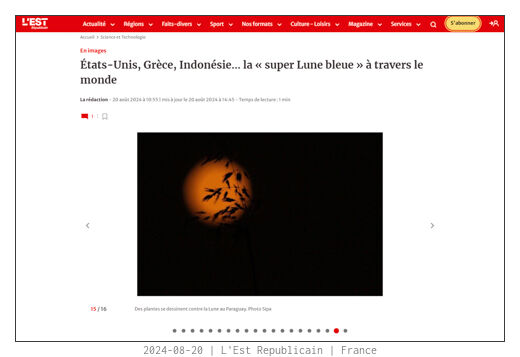 L'EST
Républicain
Actualité Régions Faits-divers Sport Nos formats Culture - Loisirs Magazine Services S'abonner
Accueil > Science et Technologie
En images
États-Unis, Grèce, Indonésie... la « super Lune bleue » à travers le
monde
La rédaction - 20 août 2024 à 10:55 | mis à jour le 20 août 2024 à 14:45 - Temps de lecture : 1 min
15 / 16
Des plantes se dessinent contre la Lune au Paraguay. Photo Sipa
2024-08-20 | L'Est Republicain | France